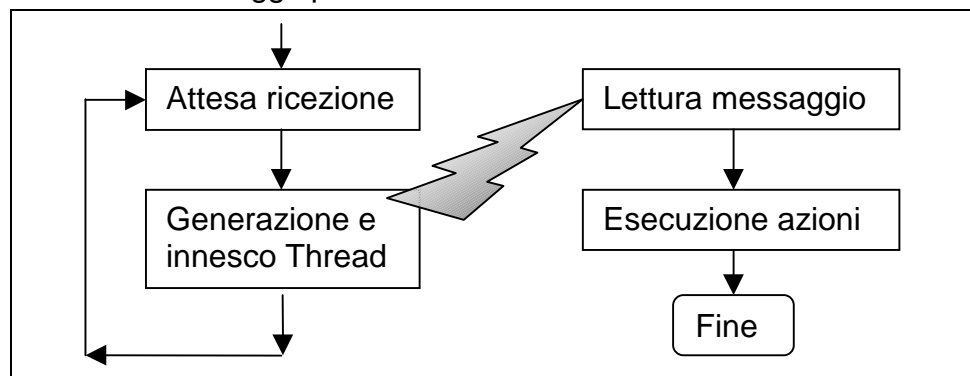 Attesa ricezione
Generazione e
innesco Thread
Lettura messaggio
Esecuzione azioni
Fine